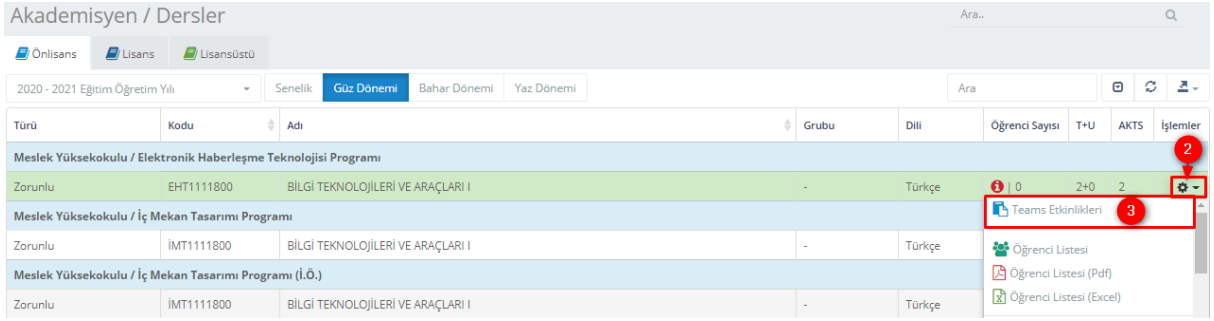 Akademisyen / Dersler
Ara..
Önlisans Lisans Lisansüstü
2020 - 2021 Eğitim Öğretim Yılı Senelik Güz Dönemi Bahar Dönemi Yaz Dönemi Ara
Türü Kodu Adı Grubu Dili Öğrenci Sayısı T+U AKTS İşlemler
2
Meslek Yüksekokulu / Elektronik Haberleşme Teknolojisi Programı
Zorunlu EHT1111800 BİLGİ TEKNOLOJİLERİ VE ARAÇLARI I - Türkçe | 0 2+0 2
Teams Etkinlikleri 3
Meslek Yüksekokulu / İç Mekan Tasarımı Programı
Zorunlu İMT1111800 BİLGİ TEKNOLOJİLERİ VE ARAÇLARI I - Türkçe
Öğrenci Listesi
Meslek Yüksekokulu / İç Mekan Tasarımı Programı (İ.Ö.)
Öğrenci Listesi (Pdf)
Zorunlu İMT1111800 BİLGİ TEKNOLOJİLERİ VE ARAÇLARI I - Türkçe
Öğrenci Listesi (Excel)